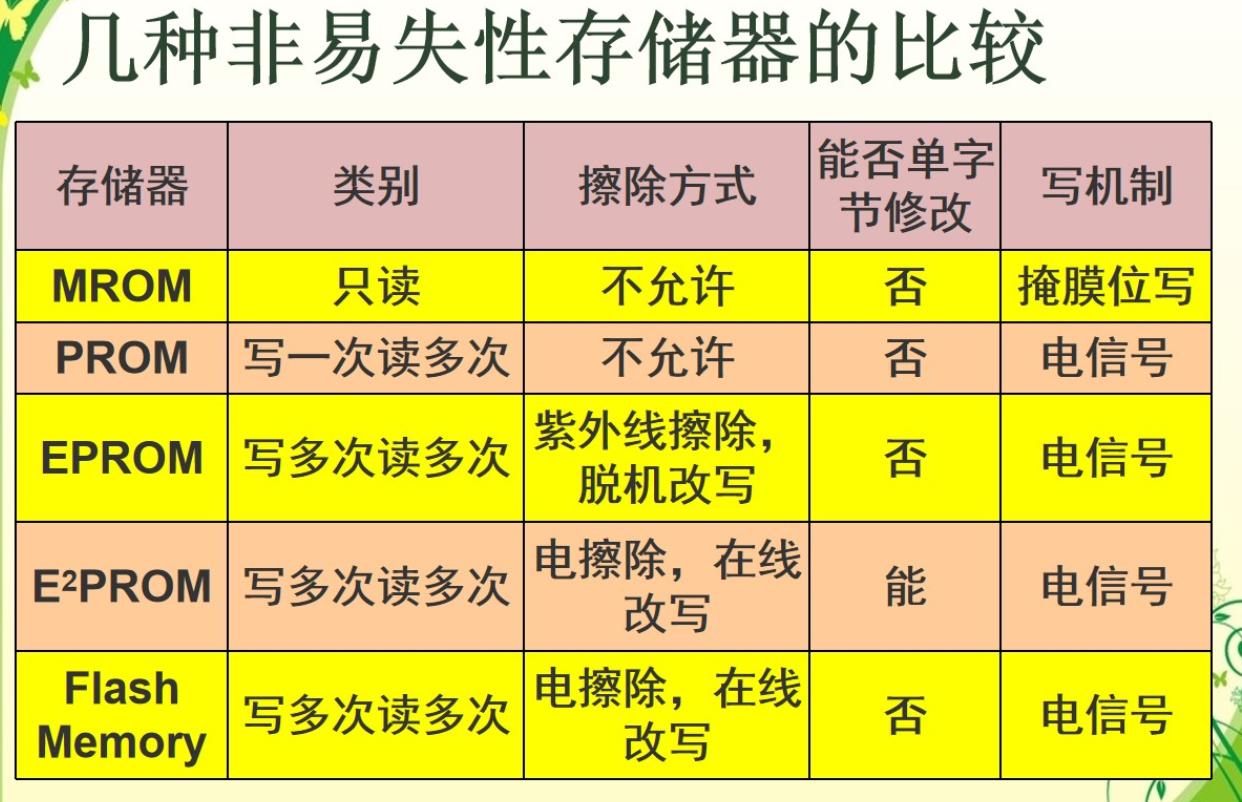 几种非易失性存储器的比较
存储器 类别 擦除方式 能否单字节修改 写机制
MROM 只读 不允许 否 掩膜位写
PROM 写一次读多次 不允许 否 电信号
EPROM 写多次读多次 紫外线擦除，脱机改写 否 电信号
E²PROM 写多次读多次 电擦除，在线改写 能 电信号
Flash Memory 写多次读多次 电擦除，在线改写 否 电信号